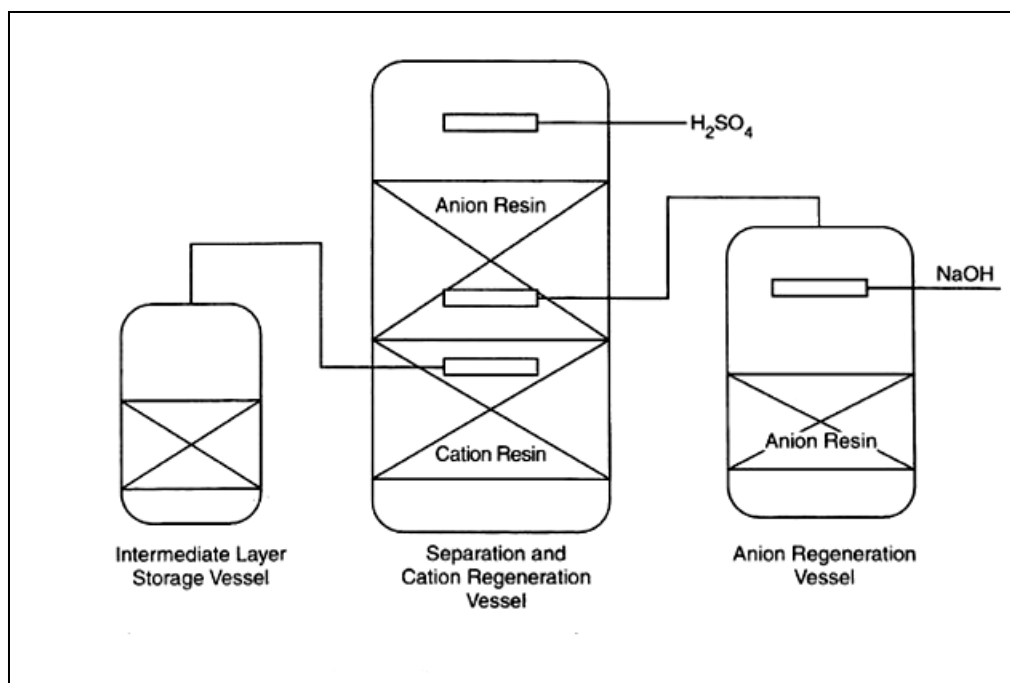 H₂SO₄
Anion Resin
NaOH
Anion Resin
Cation Resin
Intermediate Layer
Storage Vessel
Separation and
Cation Regeneration
Vessel
Anion Regeneration
Vessel